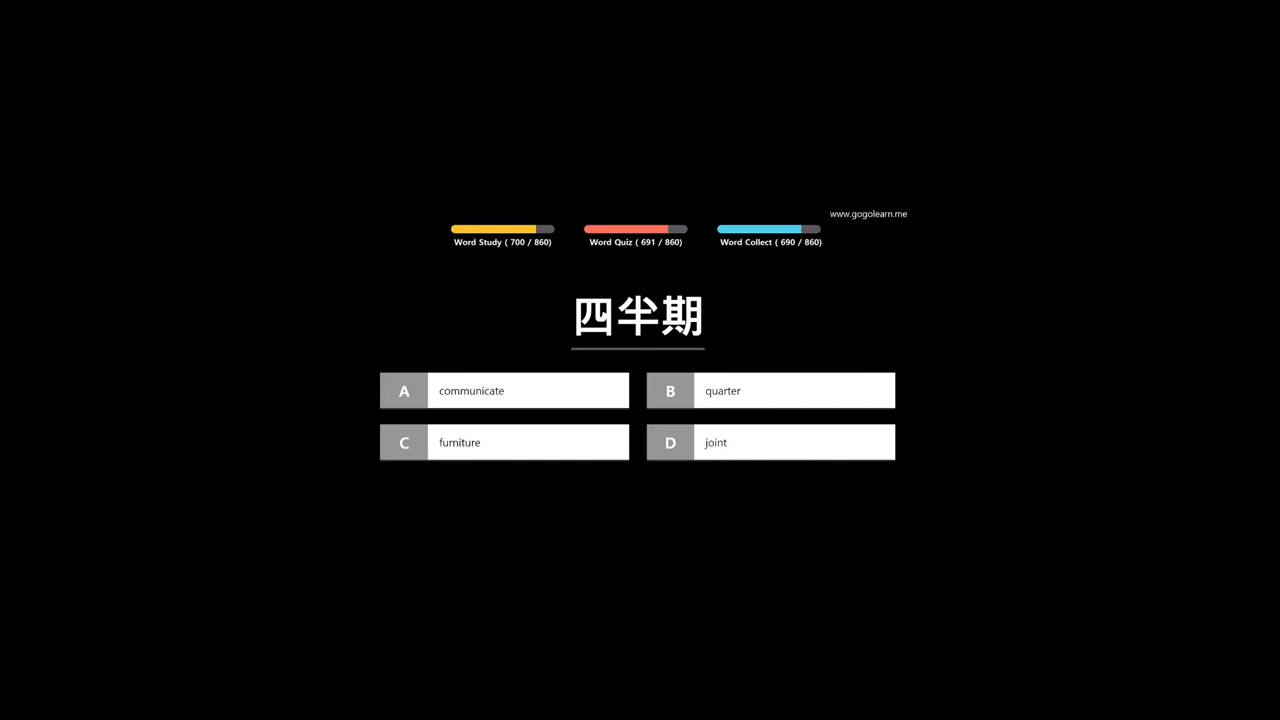 www.gogolearn.me
Word Study ( 700 / 860) Word Quiz ( 691 / 860) Word Collect ( 690 / 860)
四半期
A communicate B quarter
C furniture D joint